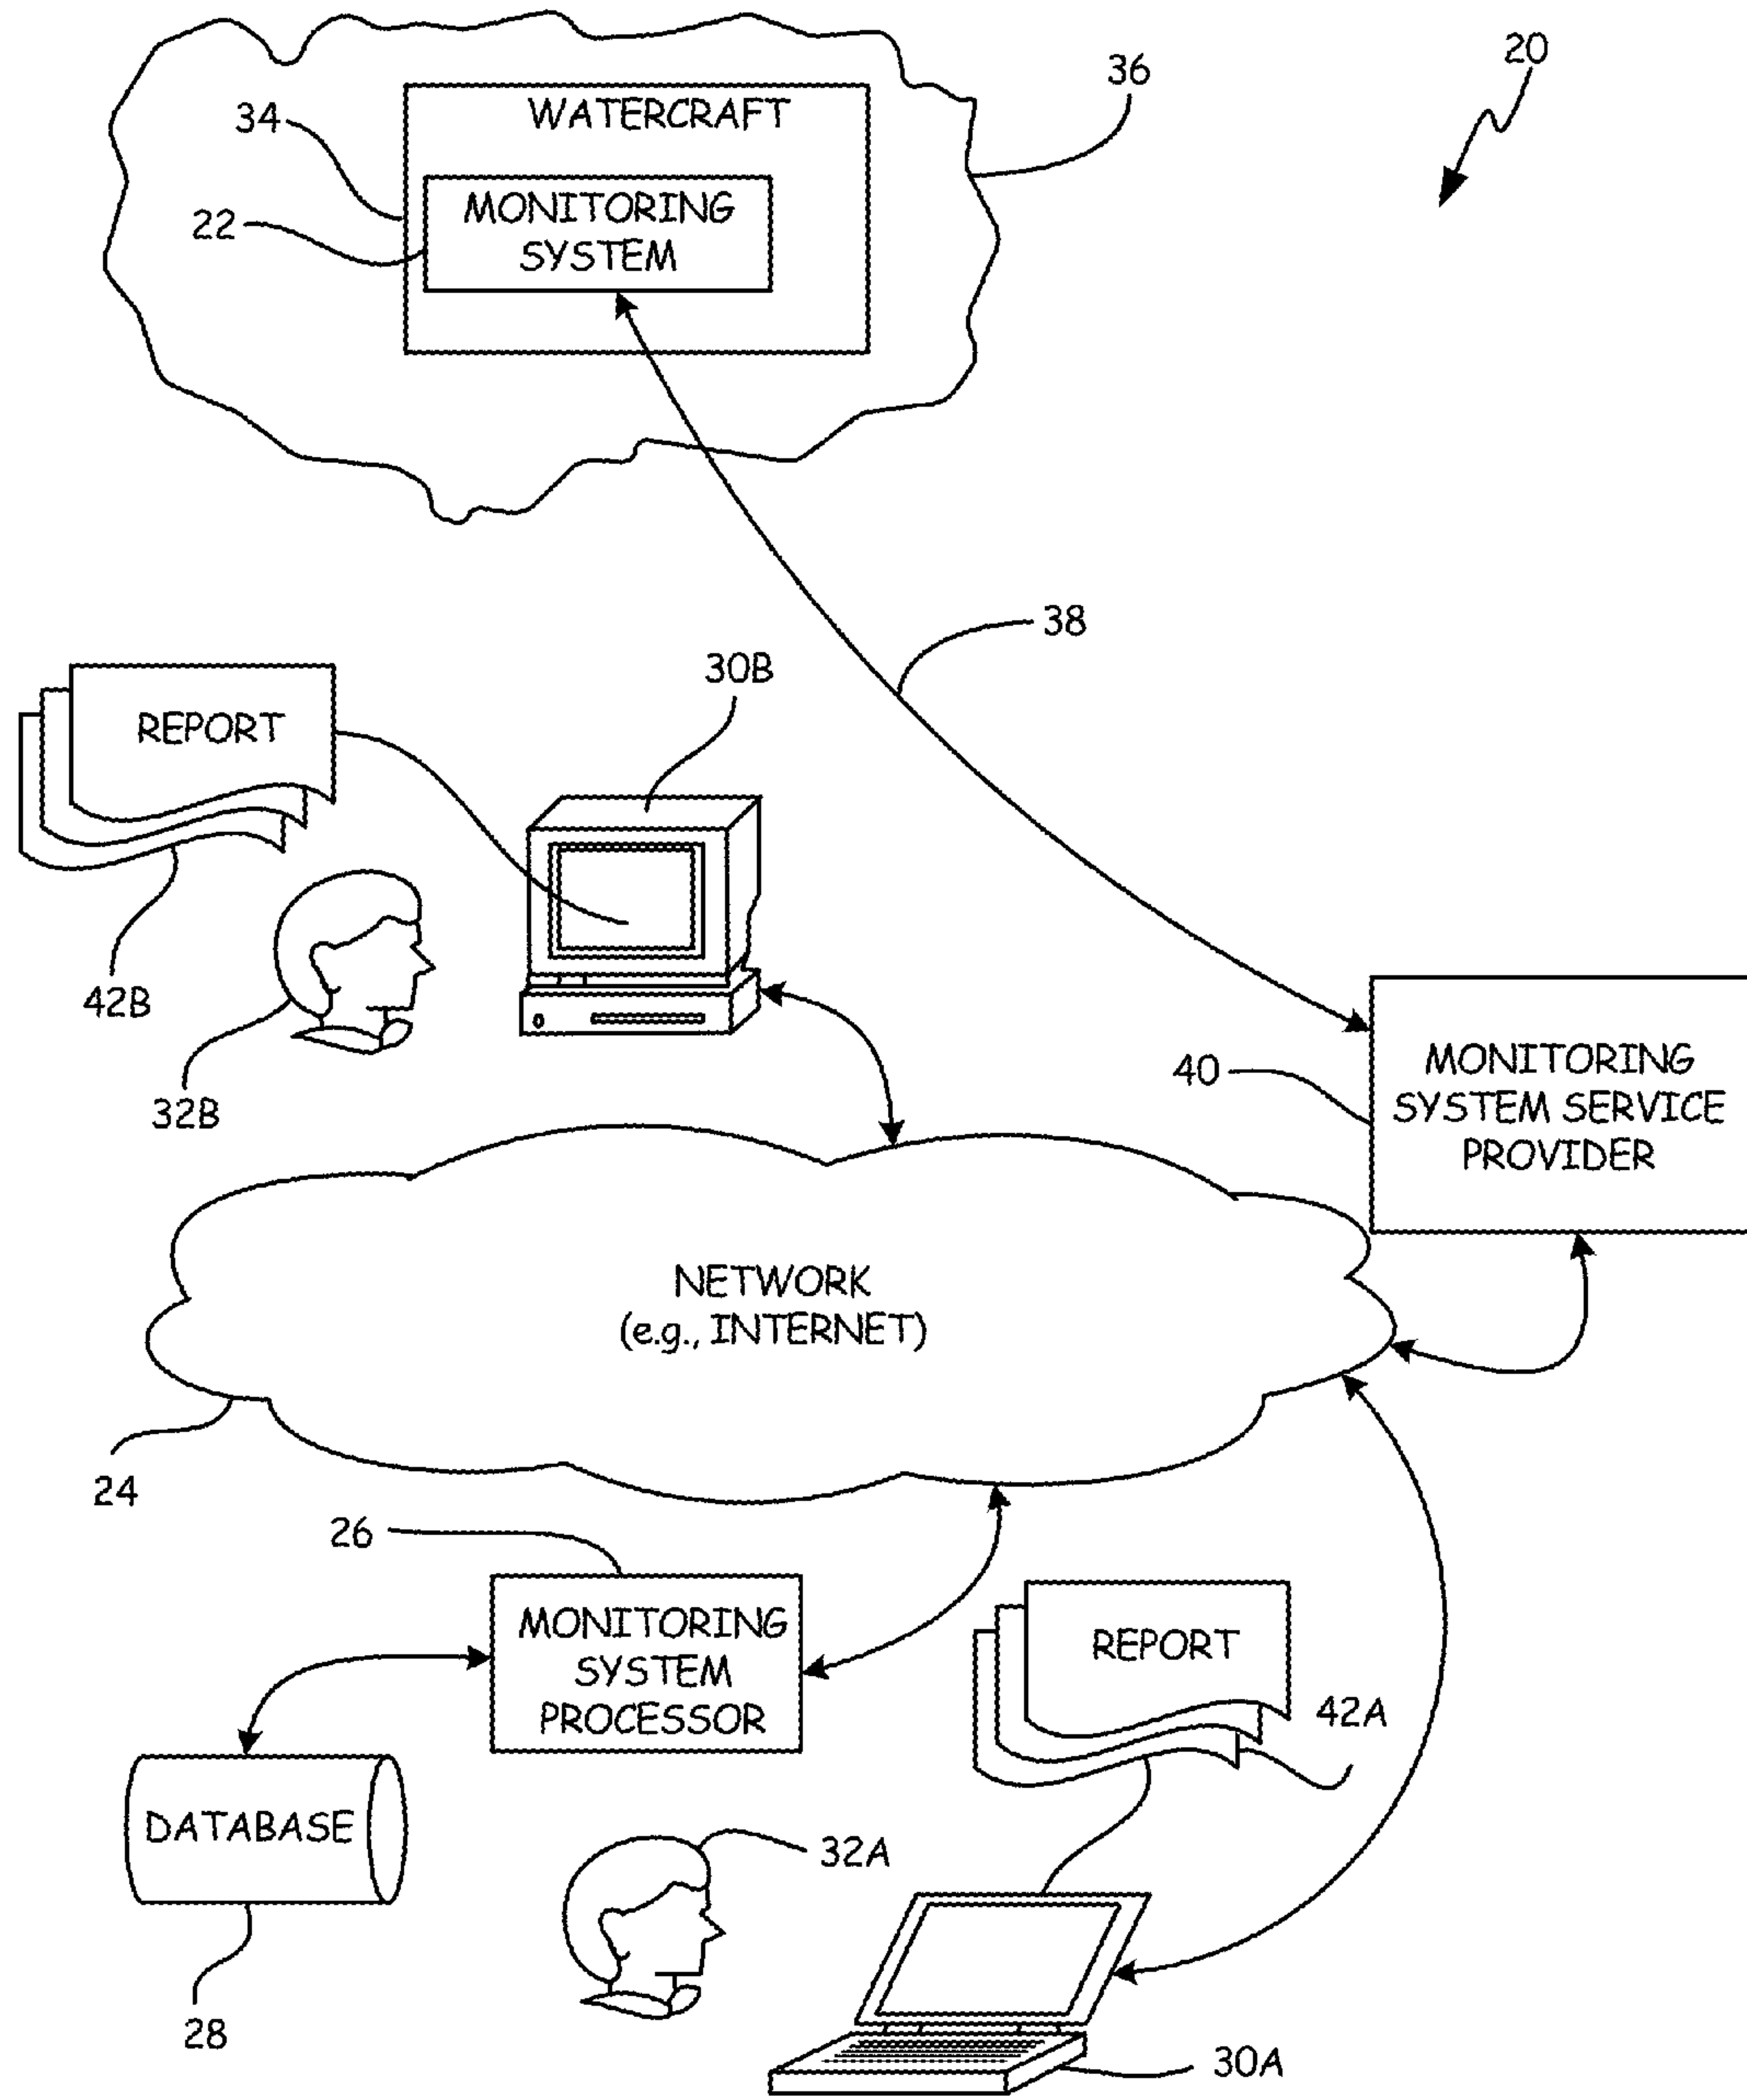 20
36
WATERCRAFT
34
MONITORING
SYSTEM
22
38
30B
REPORT
42B
32B
40
MONITORING
SYSTEM SERVICE
PROVIDER
NETWORK
(e.g., INTERNET)
24
26
MONITORING
SYSTEM
PROCESSOR
REPORT
42A
DATABASE
32A
28
30A